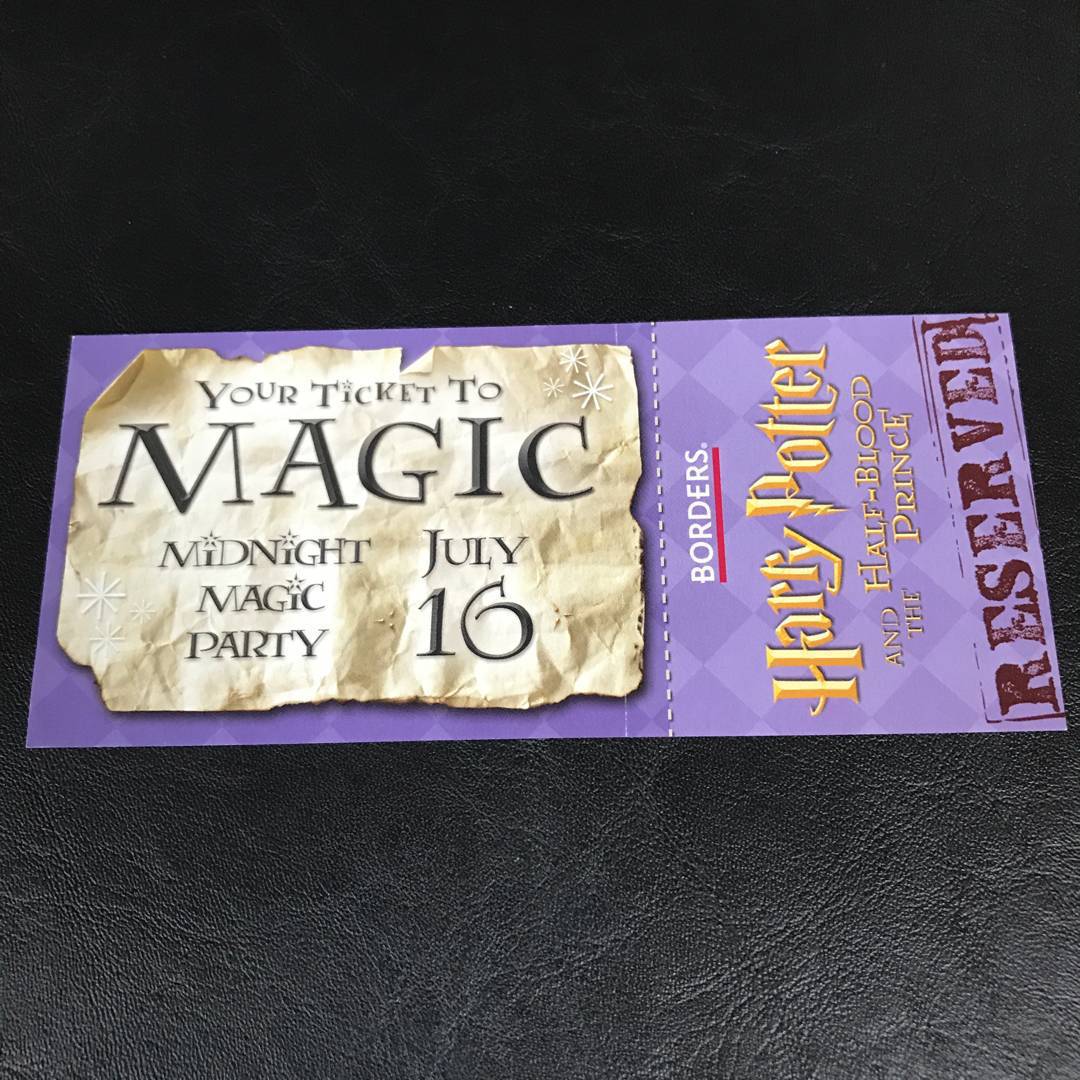 YOUR TICKET TO
MAGIC
MIDNIGHT
MAGIC
PARTY
JULY
16
BORDERS.
Harry Potter
AND THE HALF-BLOOD
PRINCE
RESERVED